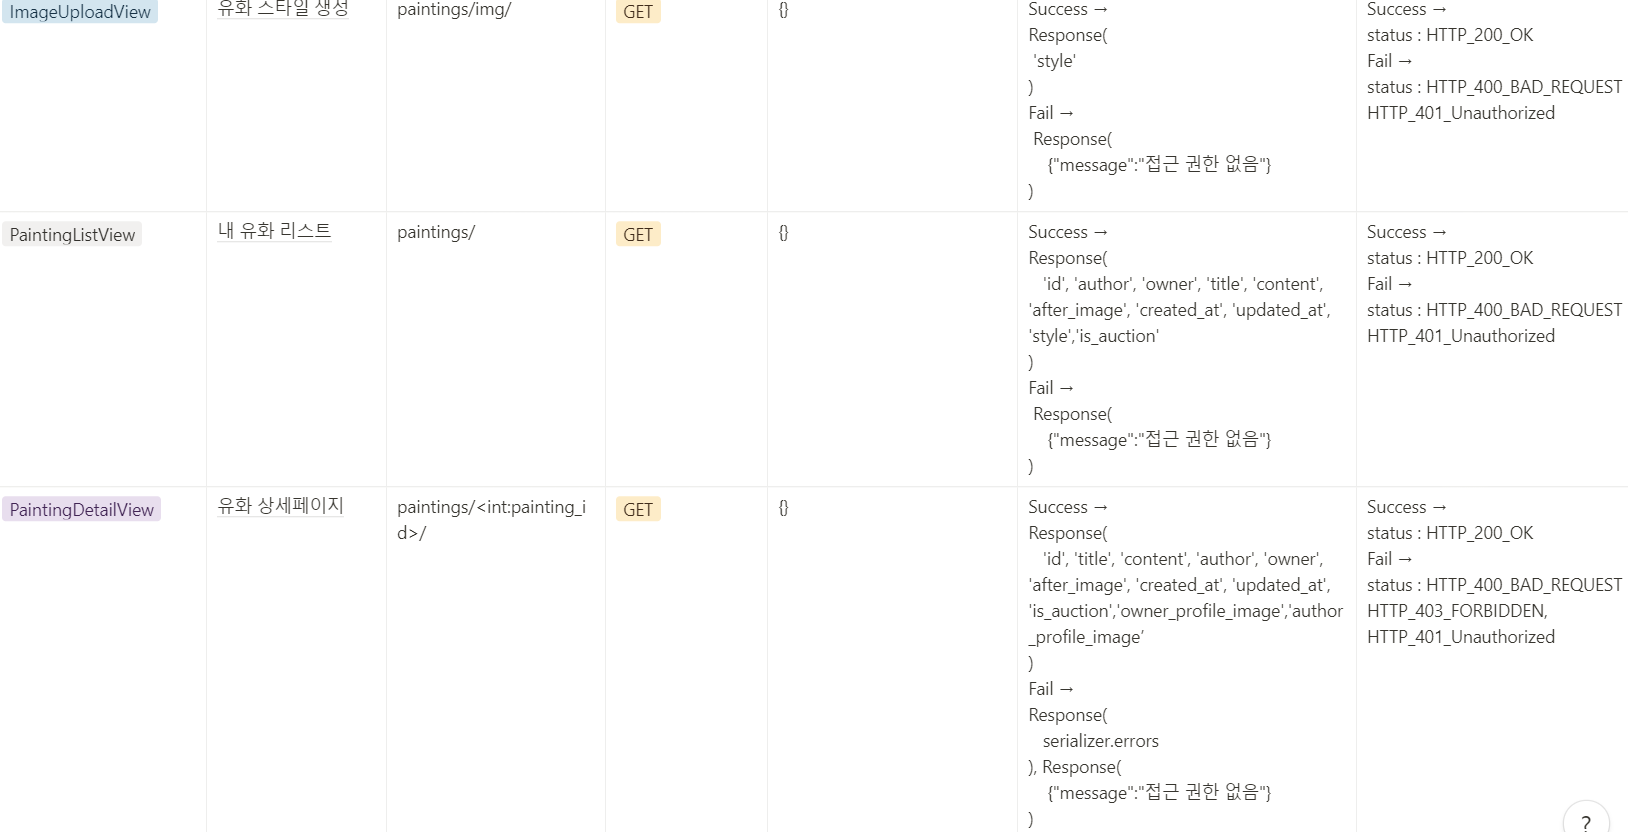 ImageUploadView
유화 스타일 생성
paintings/img/
GET
{}
Success →
Response(
'style'
)
Fail →
Response(
{"message":"접근 권한 없음"}
)
Success →
status : HTTP_200_OK
Fail →
status : HTTP_400_BAD_REQUEST
HTTP_401_Unauthorized
PaintingListView
내 유화 리스트
paintings/
GET
{}
Success →
Response(
'id', 'author', 'owner', 'title', 'content',
'after_image', 'created_at', 'updated_at',
'style','is_auction'
)
Fail →
Response(
{"message":"접근 권한 없음"}
)
Success →
status : HTTP_200_OK
Fail →
status : HTTP_400_BAD_REQUEST
HTTP_401_Unauthorized
PaintingDetailView
유화 상세페이지
paintings/<int:painting_i
d>/
GET
{}
Success →
Response(
'id', 'title', 'content', 'author', 'owner',
'after_image', 'created_at', 'updated_at',
'is_auction','owner_profile_image','author
_profile_image’
)
Fail →
Response(
serializer.errors
), Response(
{"message":"접근 권한 없음"}
)
Success →
status : HTTP_200_OK
Fail →
status : HTTP_400_BAD_REQUEST
HTTP_403_FORBIDDEN,
HTTP_401_Unauthorized
?